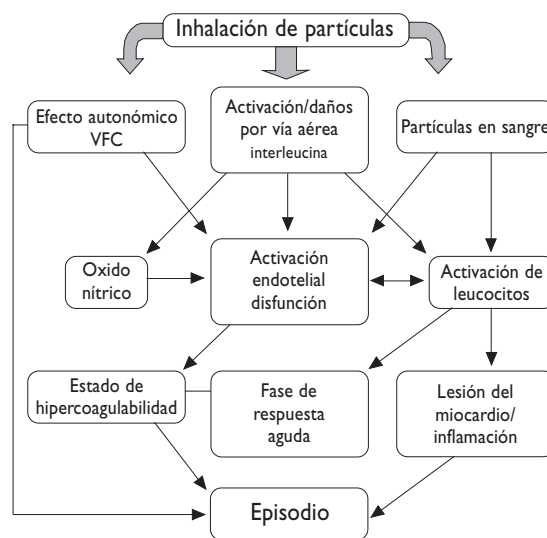 Inhalación de partículas
Efecto autonómico
VFC
Activación/daños
por vía aérea
interleucina
Partículas en sangre
Oxido
nítrico
Activación
endotelial
disfunción
Activación de
leucocitos
Estado de
hipercoagulabilidad
Fase de
respuesta
aguda
Lesión del
miocardio/
inflamación
Episodio